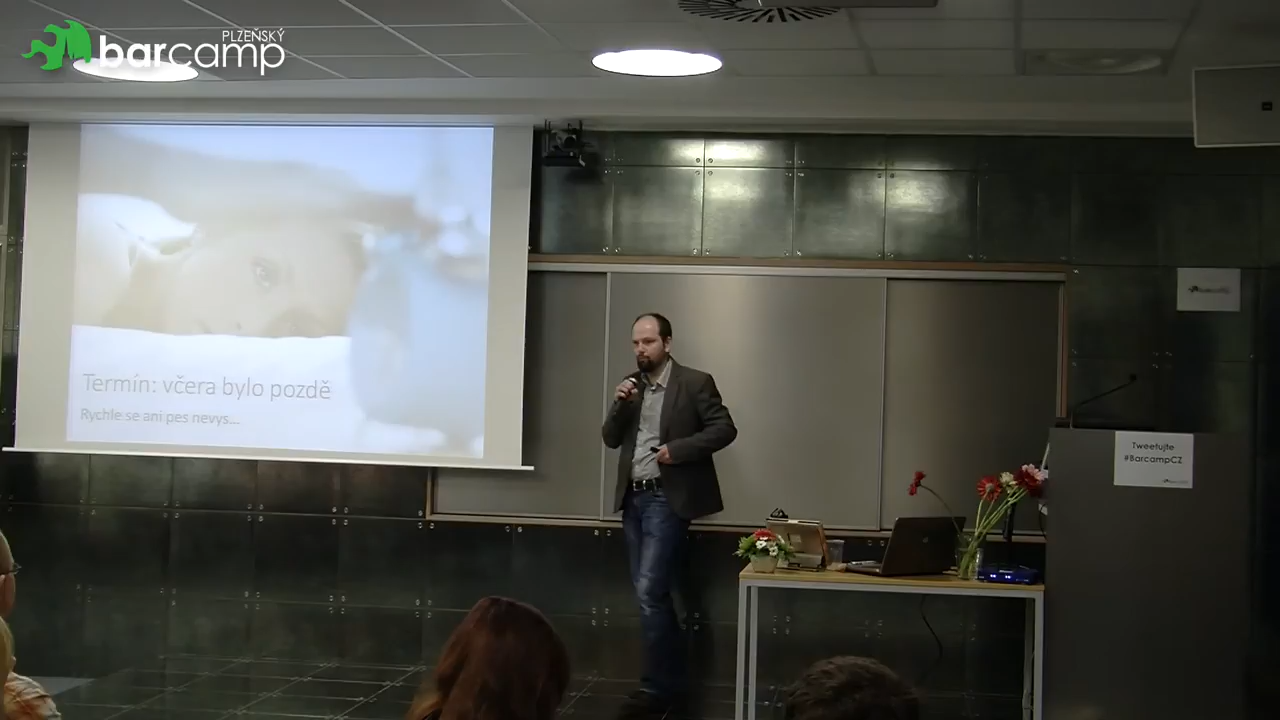 PLZEŇSKÝ
barcamp
Termín: včera bylo pozdě
Rychle se ani pes nevys...
Tweetujte
#BarcampCZ